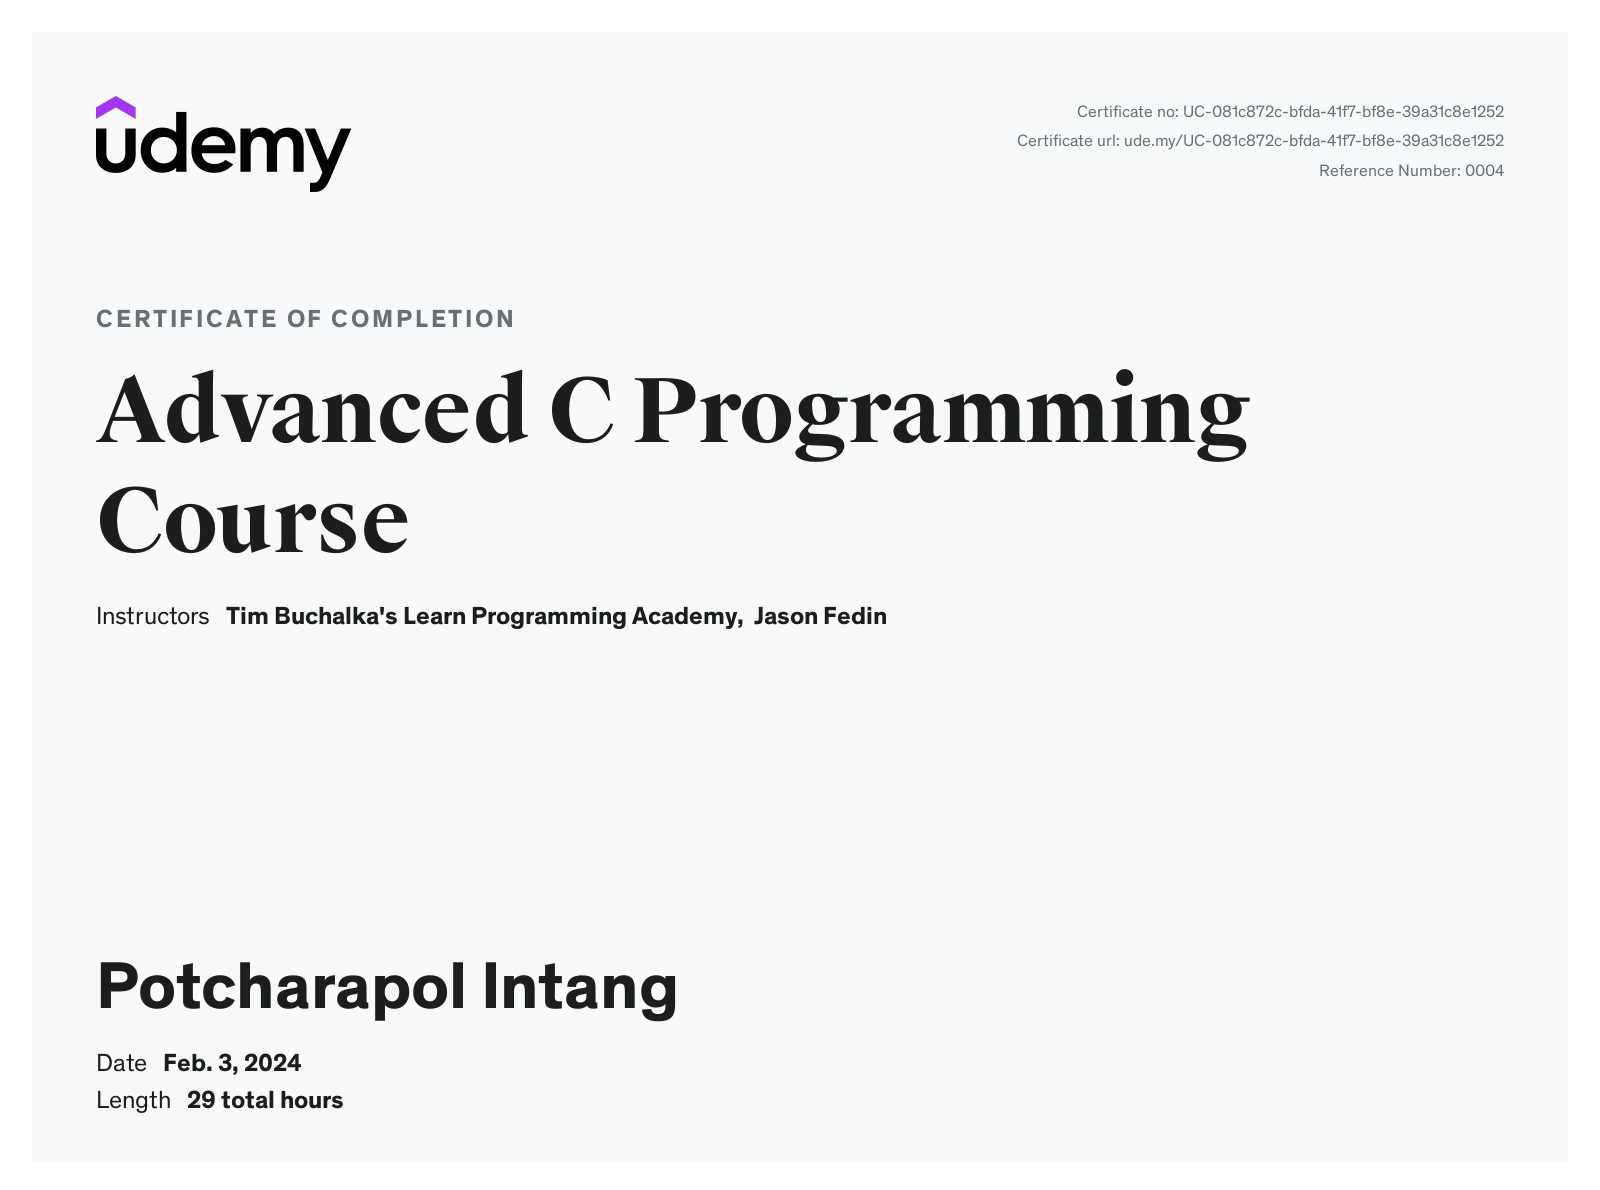 udemy
Certificate no: UC-081c872c-bfda-41f7-bf8e-39a31c8e1252
Certificate url: ude.my/UC-081c872c-bfda-41f7-bf8e-39a31c8e1252
Reference Number: 0004
CERTIFICATE OF COMPLETION
Advanced C Programming
Course
Instructors Tim Buchalka's Learn Programming Academy, Jason Fedin
Potcharapol Intang
Date Feb. 3, 2024
Length 29 total hours